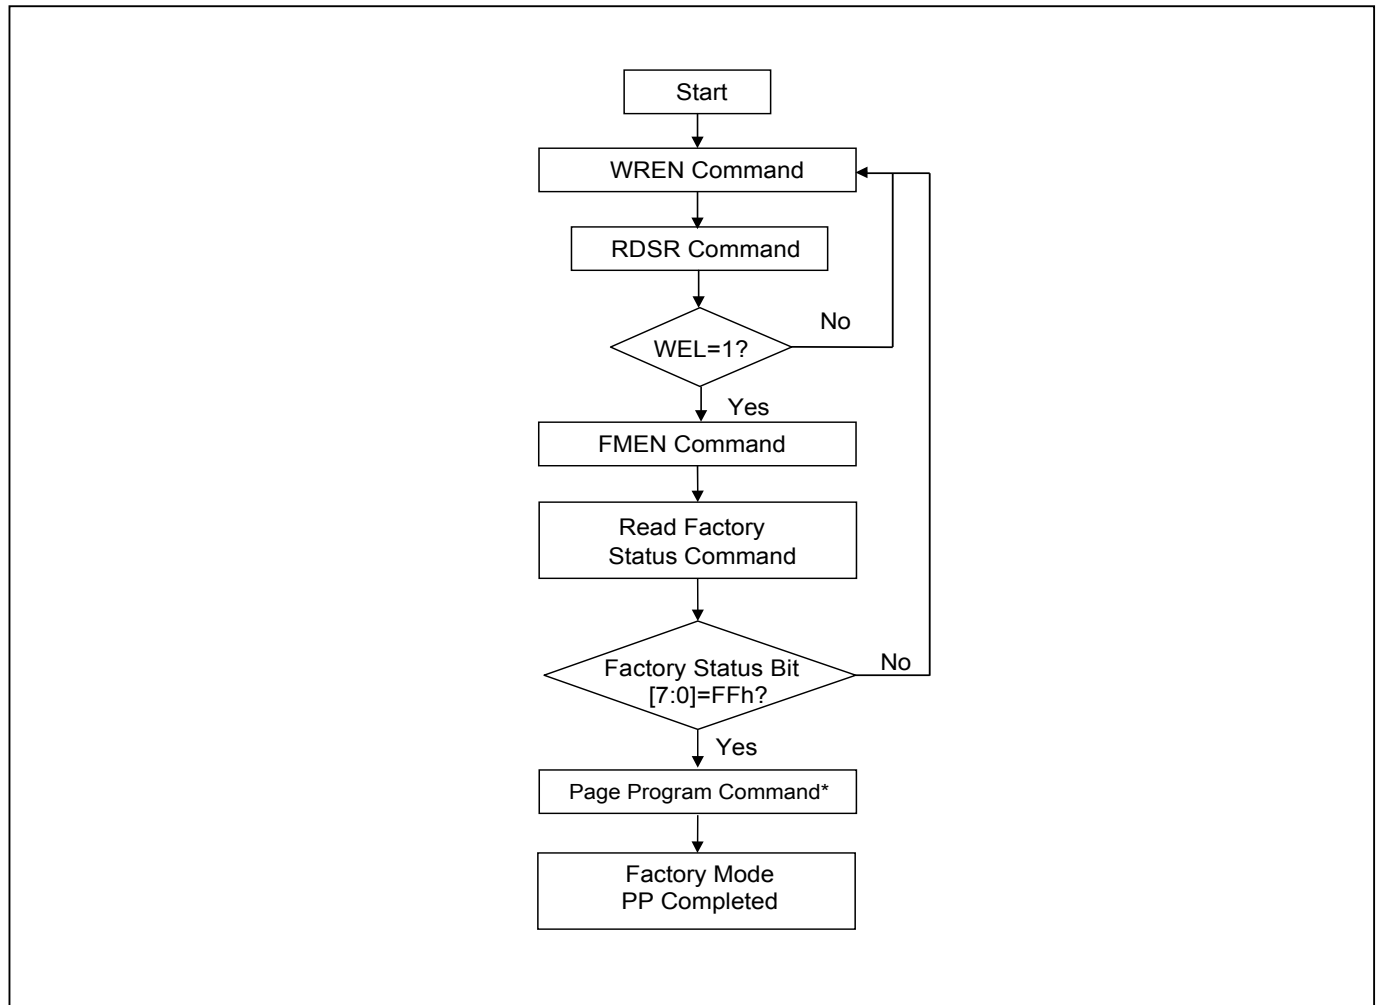 Start
WREN Command
RDSR Command
No
WEL=1?
Yes
FMEN Command
Read Factory
Status Command
No
Factory Status Bit
[7:0]=FFh?
Yes
Page Program Command*
Factory Mode
PP Completed